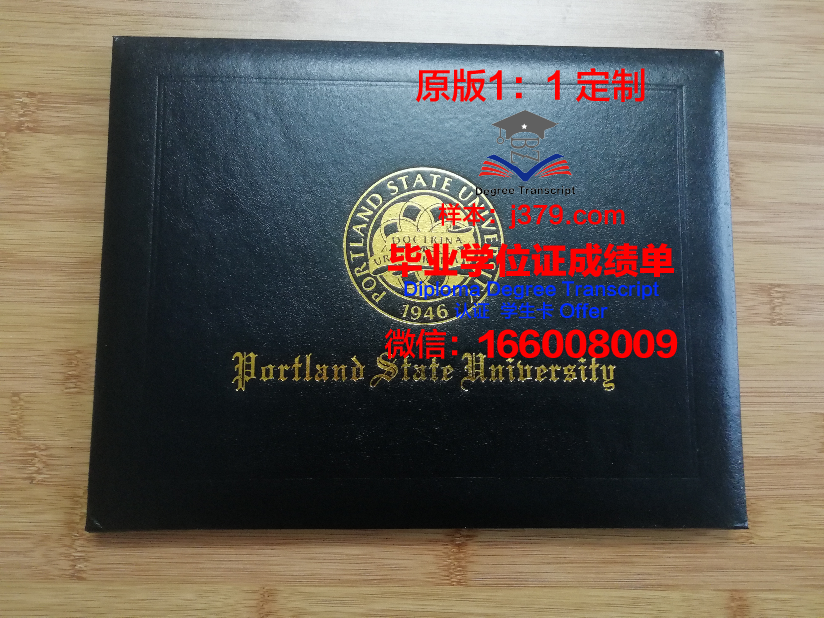 原版1：1 定制
Degree Transcript
样本：j379.com
PORTLAND STATE UNIVERSITY
DOCTRINA
毕业学位证成绩单
Diploma Degree Transcript
认证 学生卡 Offer
1946
微信：166008009
Portland State University